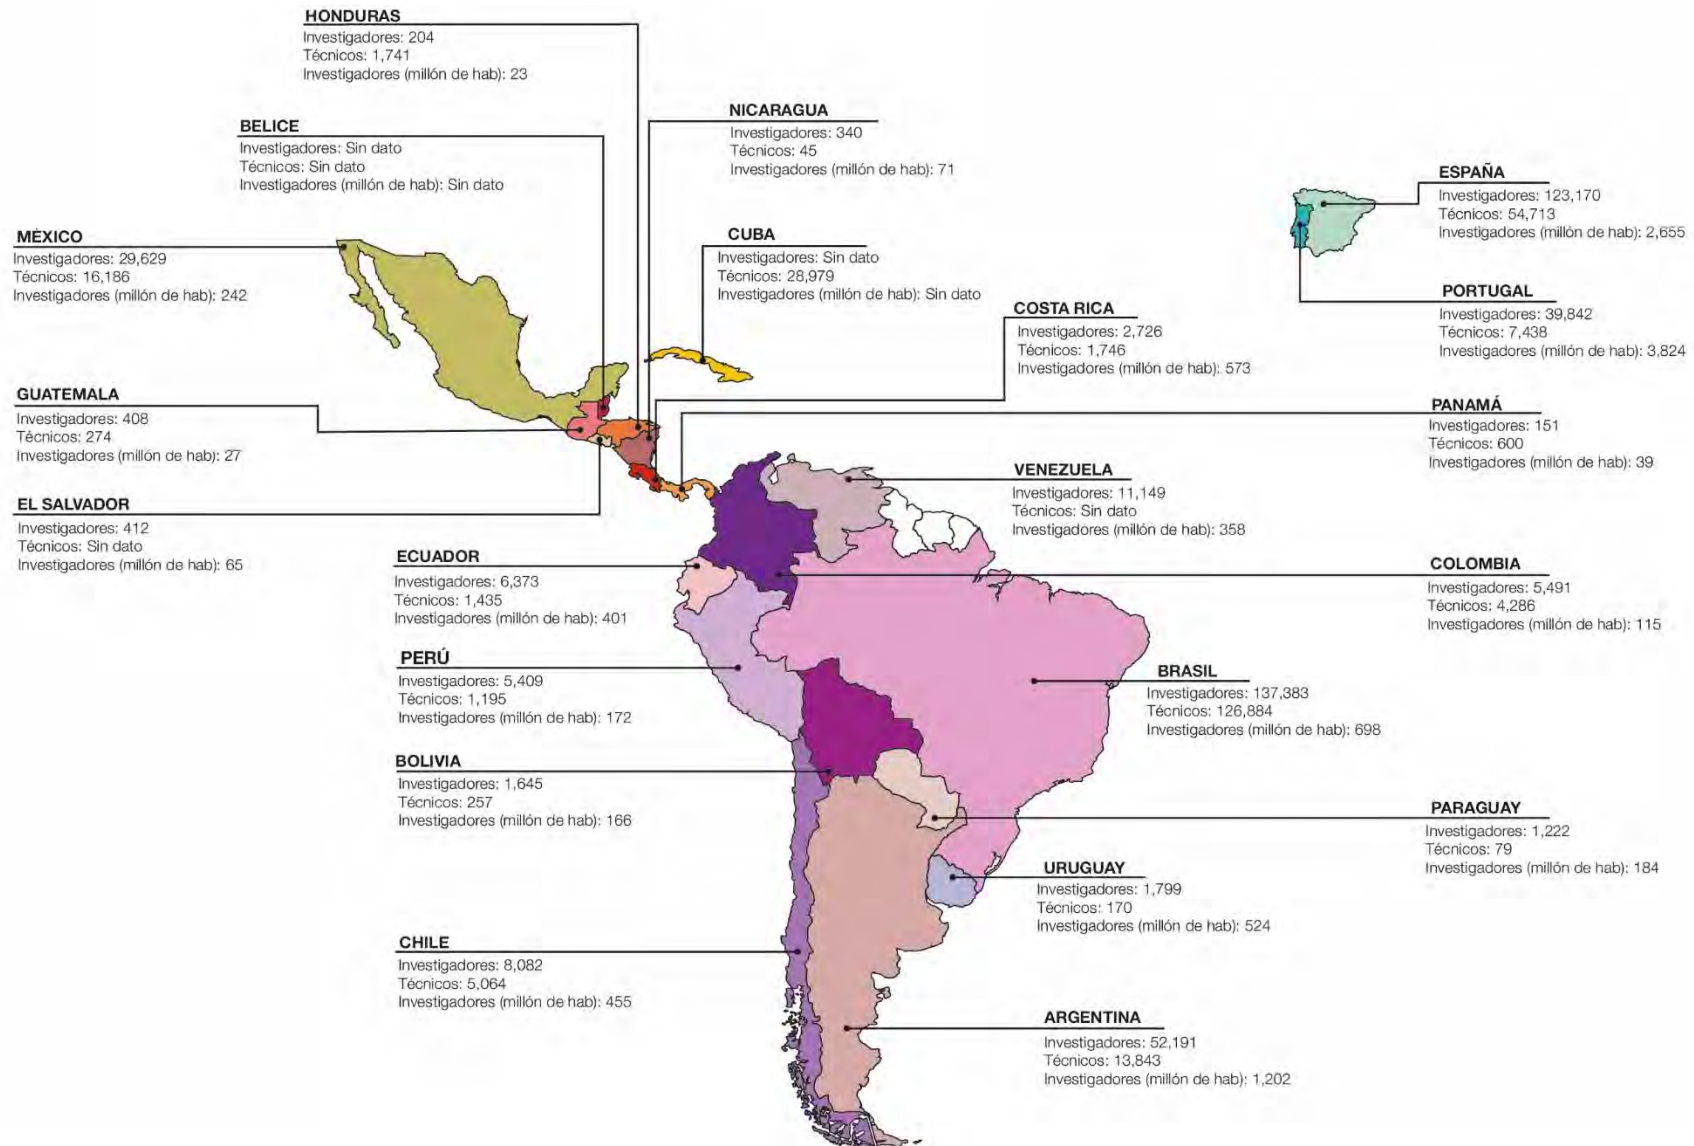 HONDURAS
Investigadores: 204
Técnicos: 1,741
Investigadores (millón de hab): 23
NICARAGUA
Investigadores: 340
Técnicos: 45
Investigadores (millón de hab): 71
BELICE
Investigadores: Sin dato
Técnicos: Sin dato
Investigadores (millón de hab): Sin dato
ESPAÑA
Investigadores: 123,170
Técnicos: 54,713
Investigadores (millón de hab): 2,655
MÉXICO
Investigadores: 29,629
Técnicos: 16,186
Investigadores (millón de hab): 242
CUBA
Investigadores: Sin dato
Técnicos: 28,979
Investigadores (millón de hab): Sin dato
PORTUGAL
Investigadores: 39,842
Técnicos: 7,438
Investigadores (millón de hab): 3,824
COSTA RICA
Investigadores: 2,726
Técnicos: 1,746
Investigadores (millón de hab): 573
GUATEMALA
Investigadores: 408
Técnicos: 274
Investigadores (millón de hab): 27
PANAMÁ
Investigadores: 151
Técnicos: 600
Investigadores (millón de hab): 39
VENEZUELA
Investigadores: 11,149
Técnicos: Sin dato
Investigadores (millón de hab): 358
EL SALVADOR
Investigadores: 412
Técnicos: Sin dato
Investigadores (millón de hab): 65
ECUADOR
Investigadores: 6,373
Técnicos: 1,435
Investigadores (millón de hab): 401
COLOMBIA
Investigadores: 5,491
Técnicos: 4,286
Investigadores (millón de hab): 115
PERÚ
Investigadores: 5,409
Técnicos: 1,195
Investigadores (millón de hab): 172
BRASIL
Investigadores: 137,383
Técnicos: 126,884
Investigadores (millón de hab): 698
BOLIVIA
Investigadores: 1,645
Técnicos: 257
Investigadores (millón de hab): 166
PARAGUAY
Investigadores: 1,222
Técnicos: 79
Investigadores (millón de hab): 184
URUGUAY
Investigadores: 1,799
Técnicos: 170
Investigadores (millón de hab): 524
CHILE
Investigadores: 8,082
Técnicos: 5,064
Investigadores (millón de hab): 455
ARGENTINA
Investigadores: 52,191
Técnicos: 13,843
Investigadores (millón de hab): 1,202